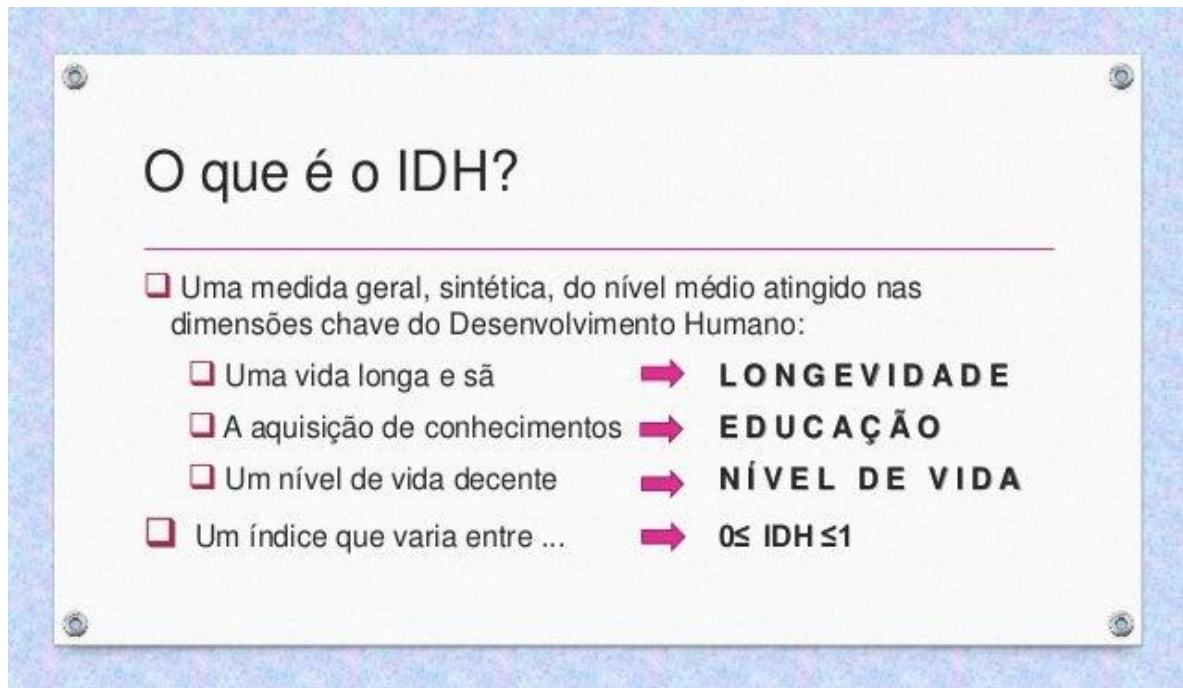 O que é o IDH?
Uma medida geral, sintética, do nível médio atingido nas
dimensões chave do Desenvolvimento Humano:
Uma vida longa e sã LONGEVIDADE
A aquisição de conhecimentos EDUCAÇÃO
Um nível de vida decente NÍVEL DE VIDA
Um índice que varia entre ... 0≤ IDH ≤1